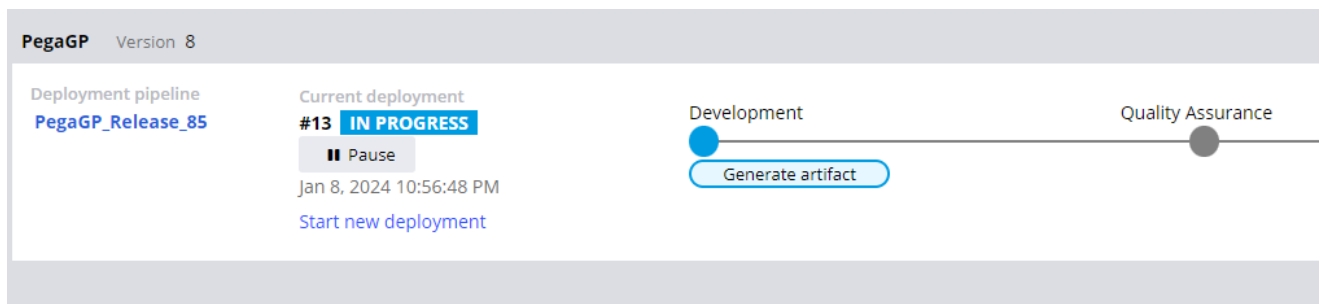 PegaGP Version 8
Deployment pipeline
PegaGP_Release_85
Current deployment
#13 IN PROGRESS
Pause
Jan 8, 2024 10:56:48 PM
Start new deployment
Development
Generate artifact
Quality Assurance